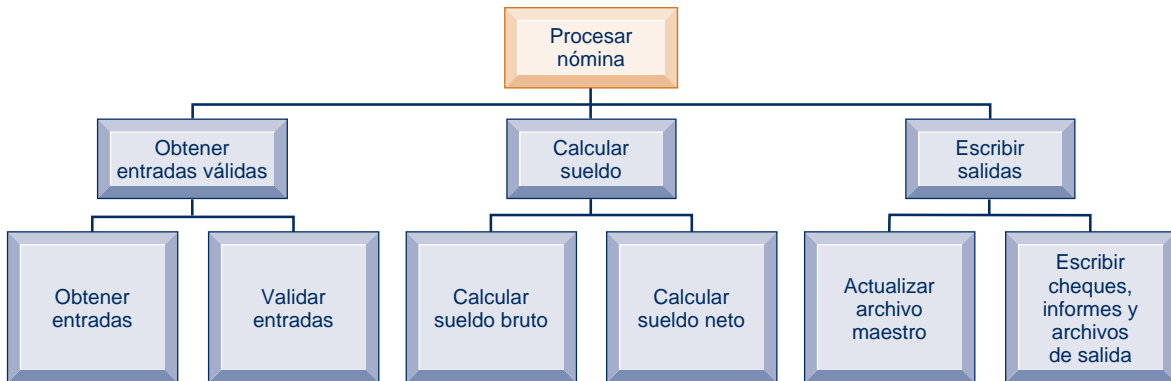 Procesar
nómina
Obtener
entradas válidas
Calcular
sueldo
Escribir
salidas
Obtener
entradas
Validar
entradas
Calcular
sueldo bruto
Calcular
sueldo neto
Actualizar
archivo
maestro
Escribir
cheques,
informes y
archivos
de salida